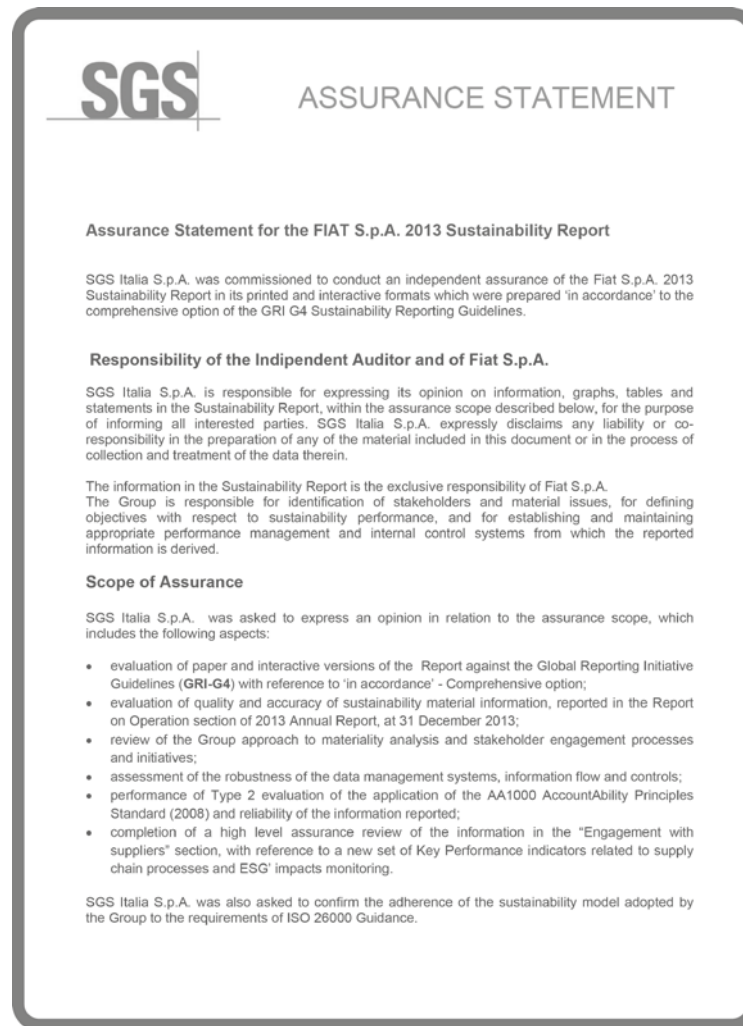 SGS
ASSURANCE STATEMENT
Assurance Statement for the FIAT S.p.A. 2013 Sustainability Report
SGS Italia S.p.A. was commissioned to conduct an independent assurance of the Fiat S.p.A. 2013
Sustainability Report in its printed and interactive formats which were prepared 'in accordance' to the
comprehensive option of the GRI G4 Sustainability Reporting Guidelines.
Responsibility of the Indipendent Auditor and of Fiat S.p.A.
SGS Italia S.p.A. is responsible for expressing its opinion on information, graphs, tables and
statements in the Sustainability Report, within the assurance scope described below, for the purpose
of informing all interested parties. SGS Italia S.p.A. expressly disclaims any liability or co-
responsibility in the preparation of any of the material included in this document or in the process of
collection and treatment of the data therein.
The information in the Sustainability Report is the exclusive responsibility of Fiat S.p.A.
The Group is responsible for identification of stakeholders and material issues, for defining
objectives with respect to sustainability performance, and for establishing and maintaining
appropriate performance management and internal control systems from which the reported
information is derived.
Scope of Assurance
SGS Italia S.p.A. was asked to express an opinion in relation to the assurance scope, which
includes the following aspects:
• evaluation of paper and interactive versions of the Report against the Global Reporting Initiative
Guidelines (GRI-G4) with reference to 'in accordance' - Comprehensive option;
• evaluation of quality and accuracy of sustainability material information, reported in the Report
on Operation section of 2013 Annual Report, at 31 December 2013;
• review of the Group approach to materiality analysis and stakeholder engagement processes
and initiatives;
• assessment of the robustness of the data management systems, information flow and controls;
• performance of Type 2 evaluation of the application of the AA1000 AccountAbility Principles
Standard (2008) and reliability of the information reported;
• completion of a high level assurance review of the information in the "Engagement with
suppliers" section, with reference to a new set of Key Performance indicators related to supply
chain processes and ESG' impacts monitoring.
SGS Italia S.p.A. was also asked to confirm the adherence of the sustainability model adopted by
the Group to the requirements of ISO 26000 Guidance.